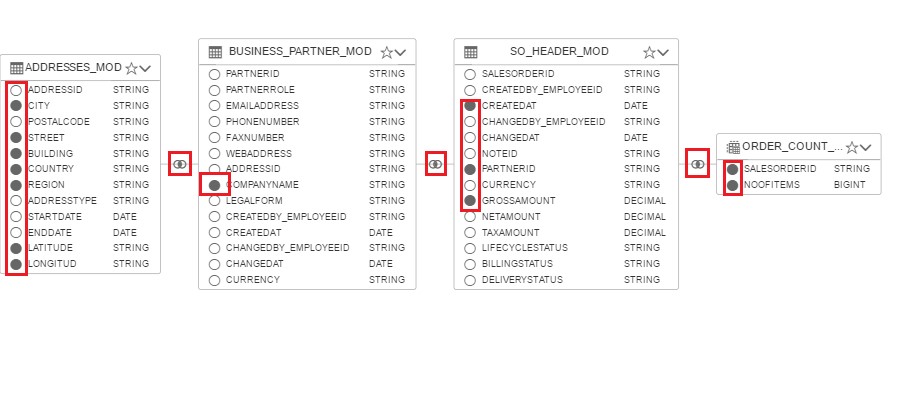 ADDRESSES_MOD
ADDRESSID STRING
CITY STRING
POSTALCODE STRING
STREET STRING
BUILDING STRING
COUNTRY STRING
REGION STRING
ADDRESSTYPE STRING
STARTDATE DATE
ENDDATE DATE
LATITUDE STRING
LONGITUD STRING
BUSINESS_PARTNER_MOD
PARTNERID STRING
PARTNERROLE STRING
EMAILADDRESS STRING
PHONENUMBER STRING
FAXNUMBER STRING
WEBADDRESS STRING
ADDRESSID STRING
COMPANYNAME STRING
LEGALFORM STRING
CREATEDBY_EMPLOYEEID STRING
CREATEDAT DATE
CHANGEDBY_EMPLOYEEID STRING
CHANGEDAT DATE
CURRENCY STRING
SO_HEADER_MOD
SALESORDERID STRING
CREATEDBY_EMPLOYEEID STRING
CREATEDAT DATE
CHANGEDBY_EMPLOYEEID STRING
CHANGEDAT DATE
NOTEID STRING
PARTNERID STRING
CURRENCY STRING
GROSSAMOUNT DECIMAL
NETAMOUNT DECIMAL
TAXAMOUNT DECIMAL
LIFECYCLESTATUS STRING
BILLINGSTATUS STRING
DELIVERYSTATUS STRING
ORDER_COUNT_...
SALESORDERID STRING
NOOFITEMS BIGINT